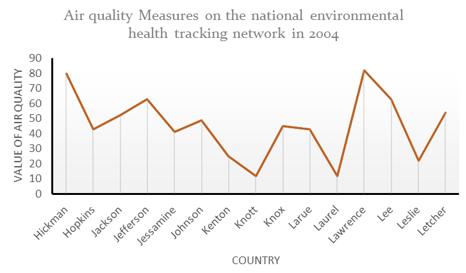 Air quality Measures on the national environmental
health tracking network in 2004
VALUE OF AIR QUALITY
90
80
70
60
50
40
30
20
10
0
Hickman
Hopkins
Jackson
Jefferson
Jessamine
Johnson
Kenton
Knott
Knox
Larue
Laurel
Lawrence
Lee
Leslie
Letcher
COUNTRY